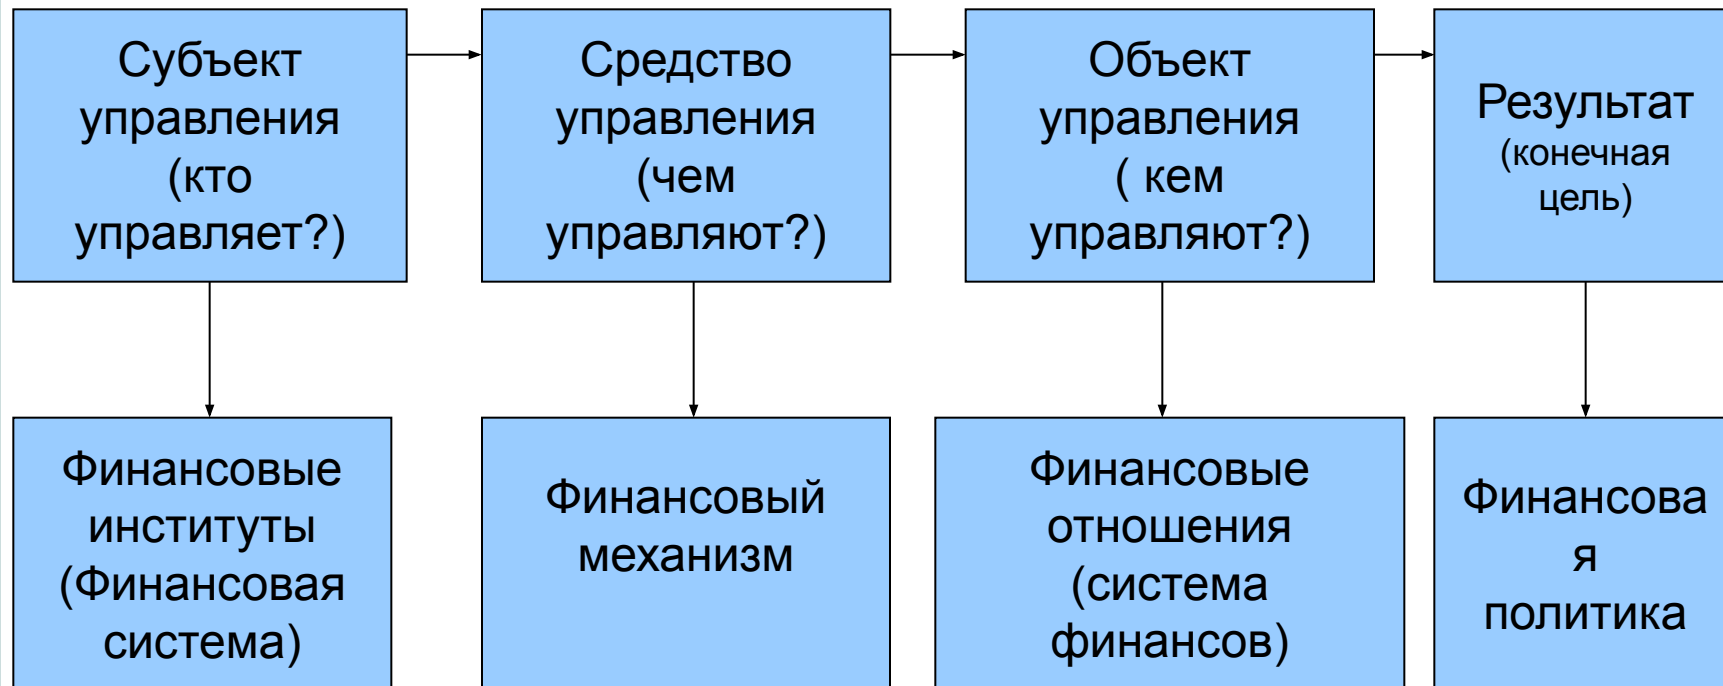 Субъект
управления
(кто
управляет?)
Средство
управления
(чем
управляют?)
Объект
управления
( кем
управляют?)
Результат
(конечная
цель)
Финансовые
институты
(Финансовая
система)
Финансовый
механизм
Финансовые
отношения
(система
финансов)
Финансова
я
политика